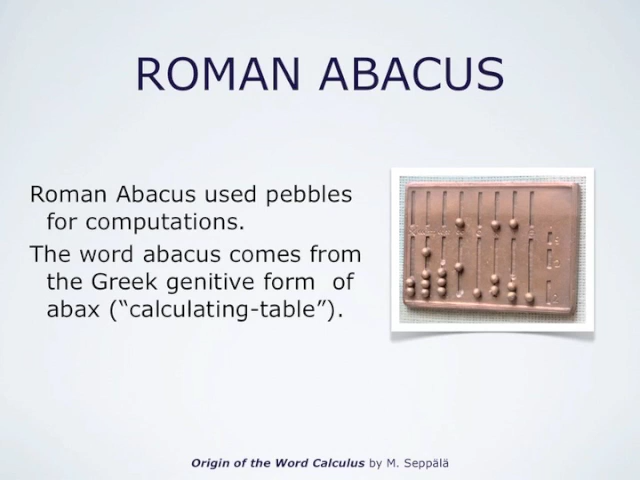 ROMAN ABACUS
Roman Abacus used pebbles
for computations.
The word abacus comes from
the Greek genitive form of
abax (“calculating-table”).
Origin of the Word Calculus by M. Seppälä